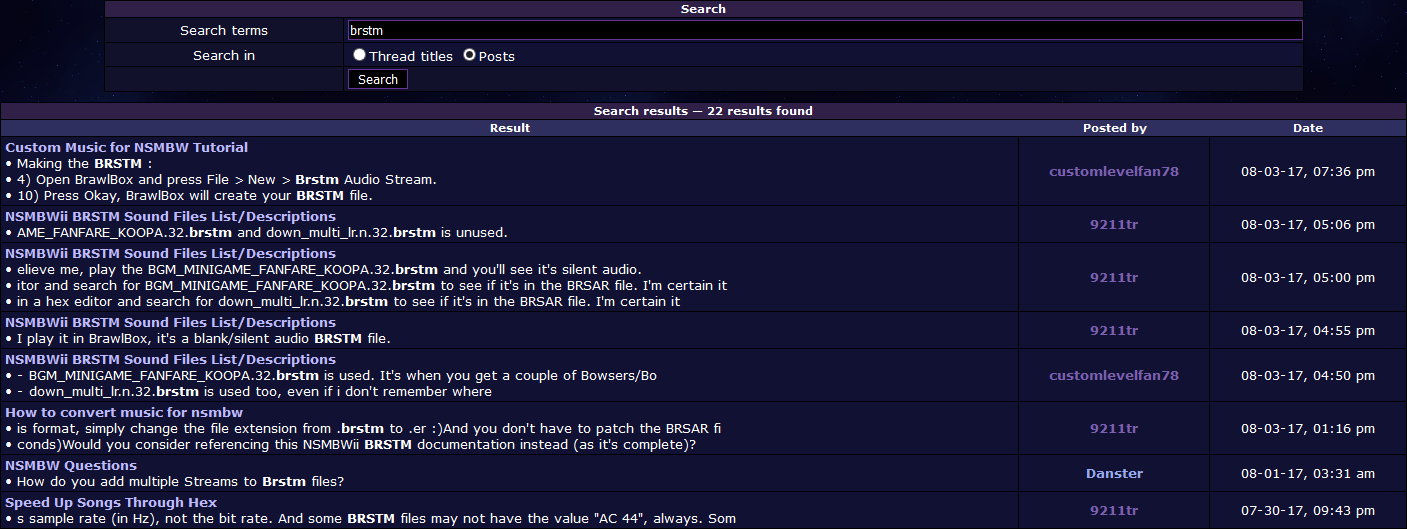 Search
Search terms brstm
Search in Thread titles Posts
Search
Search results — 22 results found
Result Posted by Date
Custom Music for NSMBW Tutorial
• Making the BRSTM :
• 4) Open BrawlBox and press File > New > Brstm Audio Stream.
• 10) Press Okay, BrawlBox will create your BRSTM file.
customlevelfan78 08-03-17, 07:36 pm
NSMBWii BRSTM Sound Files List/Descriptions
• AME_FANFARE_KOOPA.32.brstm and down_multi_lr.n.32.brstm is unused.
9211tr 08-03-17, 05:06 pm
NSMBWii BRSTM Sound Files List/Descriptions
• elieve me, play the BGM_MINIGAME_FANFARE_KOOPA.32.brstm and you'll see it's silent audio.
• itor and search for BGM_MINIGAME_FANFARE_KOOPA.32.brstm to see if it's in the BRSAR file. I'm certain it
• in a hex editor and search for down_multi_lr.n.32.brstm to see if it's in the BRSAR file. I'm certain it
9211tr 08-03-17, 05:00 pm
NSMBWii BRSTM Sound Files List/Descriptions
• I play it in BrawlBox, it's a blank/silent audio BRSTM file.
9211tr 08-03-17, 04:55 pm
NSMBWii BRSTM Sound Files List/Descriptions
• - BGM_MINIGAME_FANFARE_KOOPA.32.brstm is used. It's when you get a couple of Bowsers/Bo
• - down_multi_lr.n.32.brstm is used too, even if i don't remember where
customlevelfan78 08-03-17, 04:50 pm
How to convert music for nsmbw
• is format, simply change the file extension from .brstm to .er :)And you don't have to patch the BRSAR fi
• conds)Would you consider referencing this NSMBWii BRSTM documentation instead (as it's complete)?
9211tr 08-03-17, 01:16 pm
NSMBW Questions
• How do you add multiple Streams to Brstm files?
Danster 08-01-17, 03:31 am
Speed Up Songs Through Hex
• s sample rate (in Hz), not the bit rate. And some BRSTM files may not have the value "AC 44", always. Som
9211tr 07-30-17, 09:43 pm